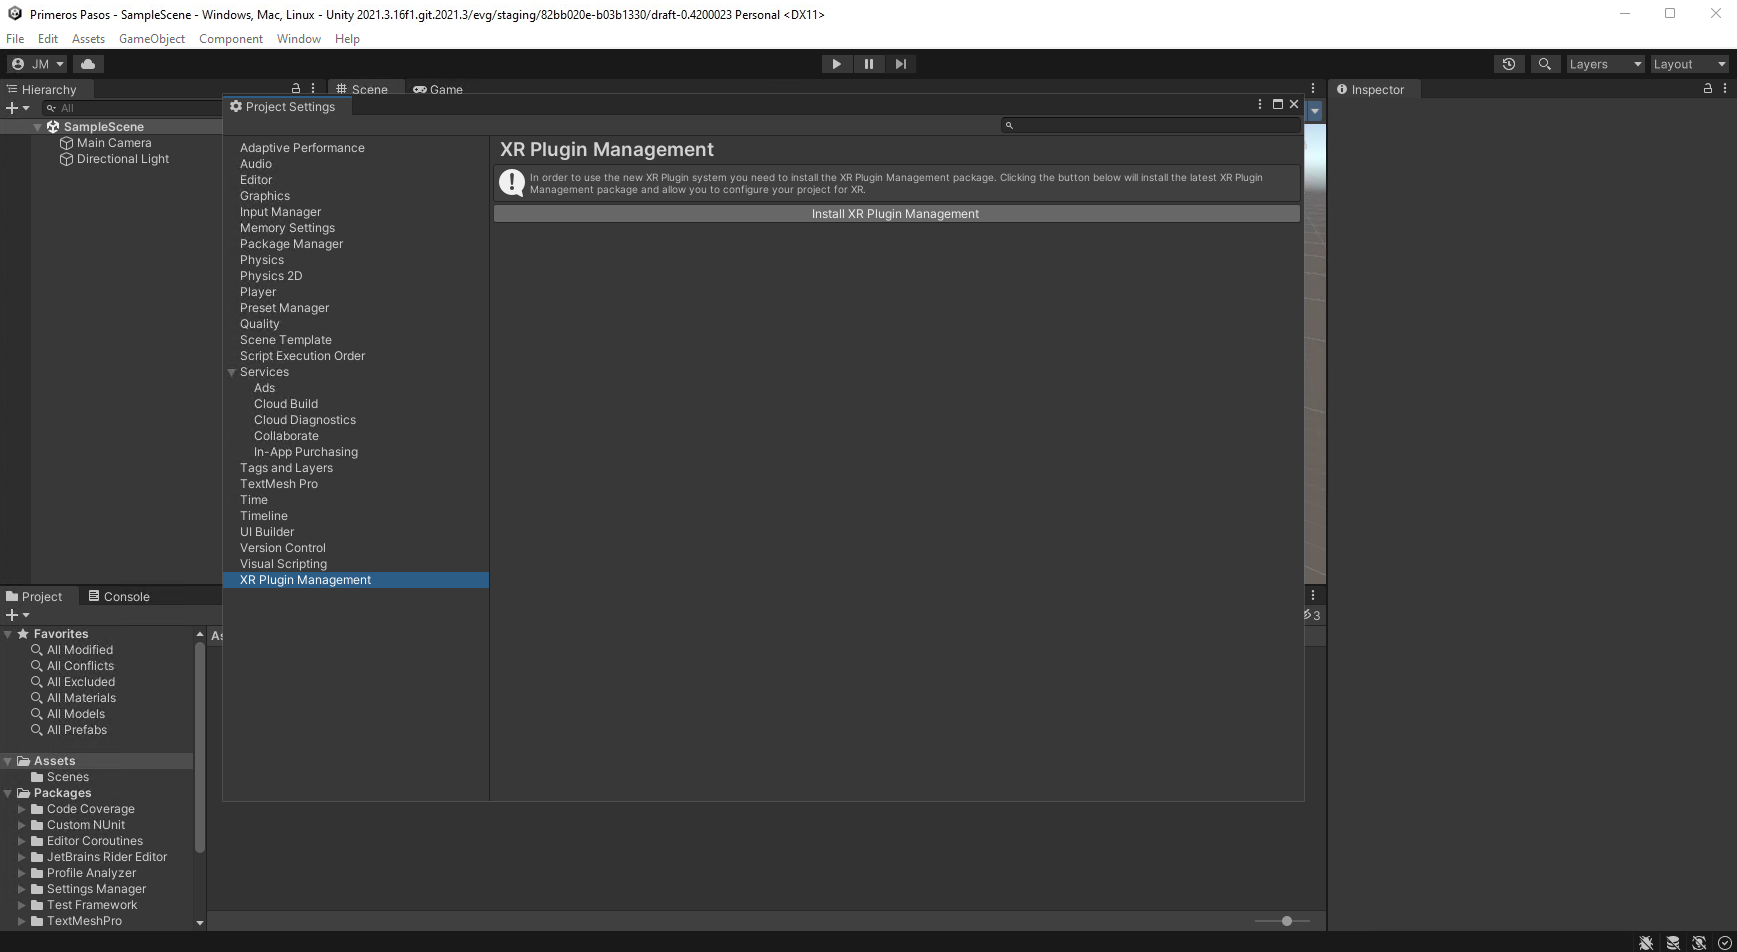 Primeros Pasos - SampleScene - Windows, Mac, Linux - Unity 2021.3.16f1.git.2021.3/evg/staging/82bb020e-b03b1330/draft-0.4200023 Personal <DX11>
File Edit Assets GameObject Component Window Help
JM
Layers
Layout
Hierarchy
Scene
Game
Inspector
All
SampleScene
Main Camera
Directional Light
Project Settings
Adaptive Performance
Audio
Editor
Graphics
Input Manager
Memory Settings
Package Manager
Physics
Physics 2D
Player
Preset Manager
Quality
Scene Template
Script Execution Order
Services
Ads
Cloud Build
Cloud Diagnostics
Collaborate
In-App Purchasing
Tags and Layers
TextMesh Pro
Time
Timeline
UI Builder
Version Control
Visual Scripting
XR Plugin Management
XR Plugin Management
In order to use the new XR Plugin system you need to install the XR Plugin Management package. Clicking the button below will install the latest XR Plugin
Management package and allow you to configure your project for XR.
Install XR Plugin Management
Project
Console
3
Favorites
All Modified
All Conflicts
All Excluded
All Materials
All Models
All Prefabs
Assets
Scenes
Packages
Code Coverage
Custom NUnit
Editor Coroutines
JetBrains Rider Editor
Profile Analyzer
Settings Manager
Test Framework
TextMeshPro